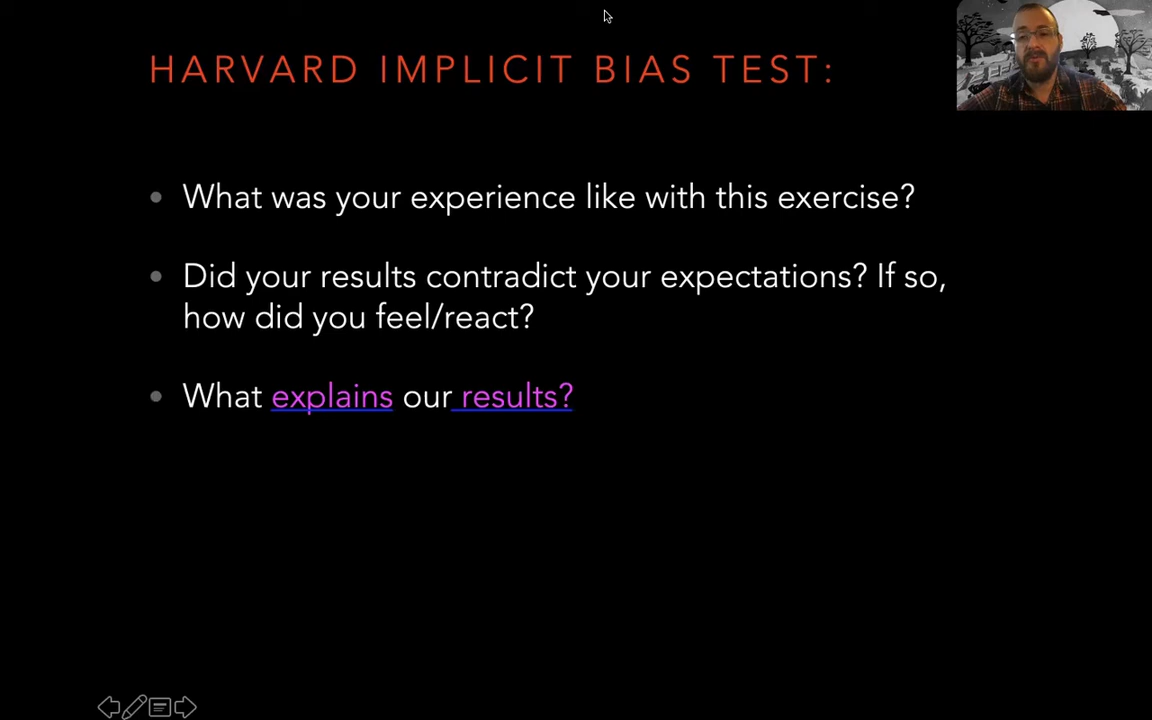 HARVARD IMPLICIT BIAS TEST:
• What was your experience like with this exercise?
• Did your results contradict your expectations? If so,
how did you feel/react?
• What explains our results?